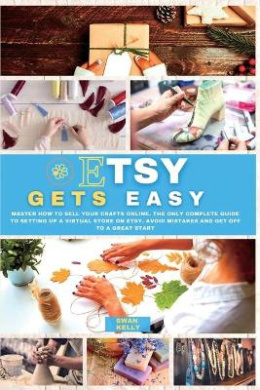 ETSY
GETS EASY
MASTER HOW TO SELL YOUR CRAFTS ONLINE. THE ONLY COMPLETE GUIDE
TO SETTING UP A VIRTUAL STORE ON ETSY. AVOID MISTAKES AND GET OFF
TO A GREAT START
SWAN
KELLY